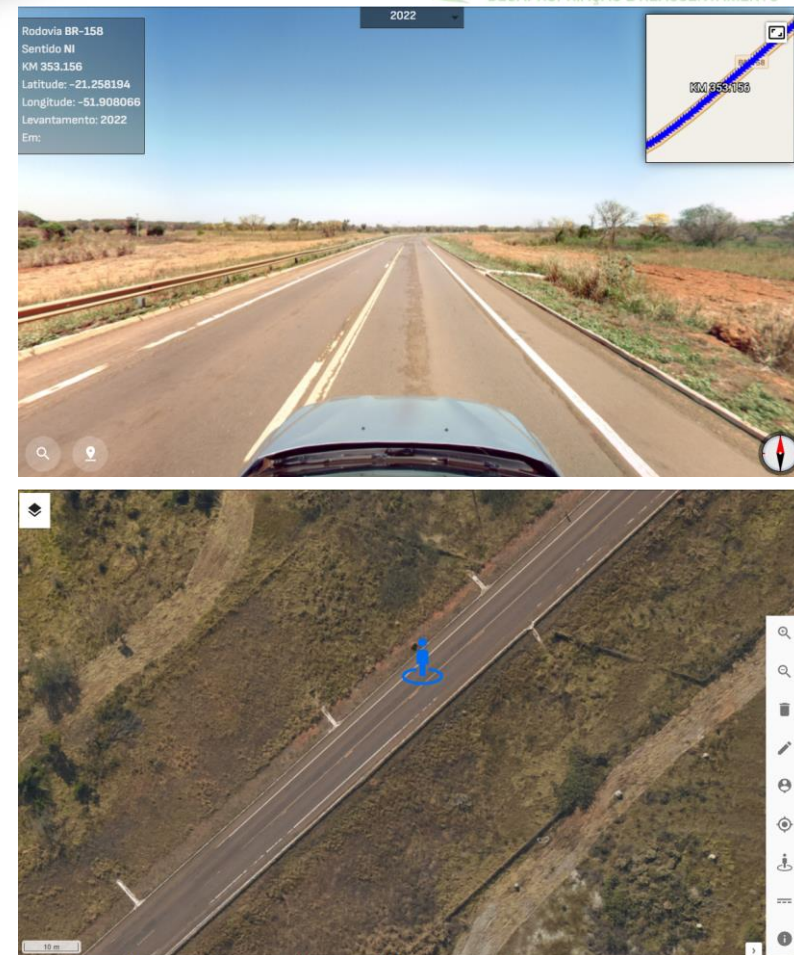 2022
Rodovia BR-158
Sentido NI
KM 353.156
Latitude: -21.258194
Longitude: -51.908066
Levantamento: 2022
Em:
KM 353.156
10 m